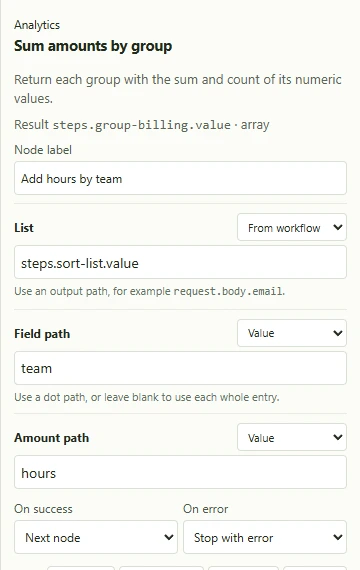 Analytics
Sum amounts by group
Return each group with the sum and count of its numeric
values.
Result steps.group-billing.value · array
Node label
Add hours by team
List
From workflow
steps.sort-list.value
Use an output path, for example request.body.email.
Field path
Value
team
Use a dot path, or leave blank to use each whole entry.
Amount path
Value
hours
On success
On error
Next node
Stop with error